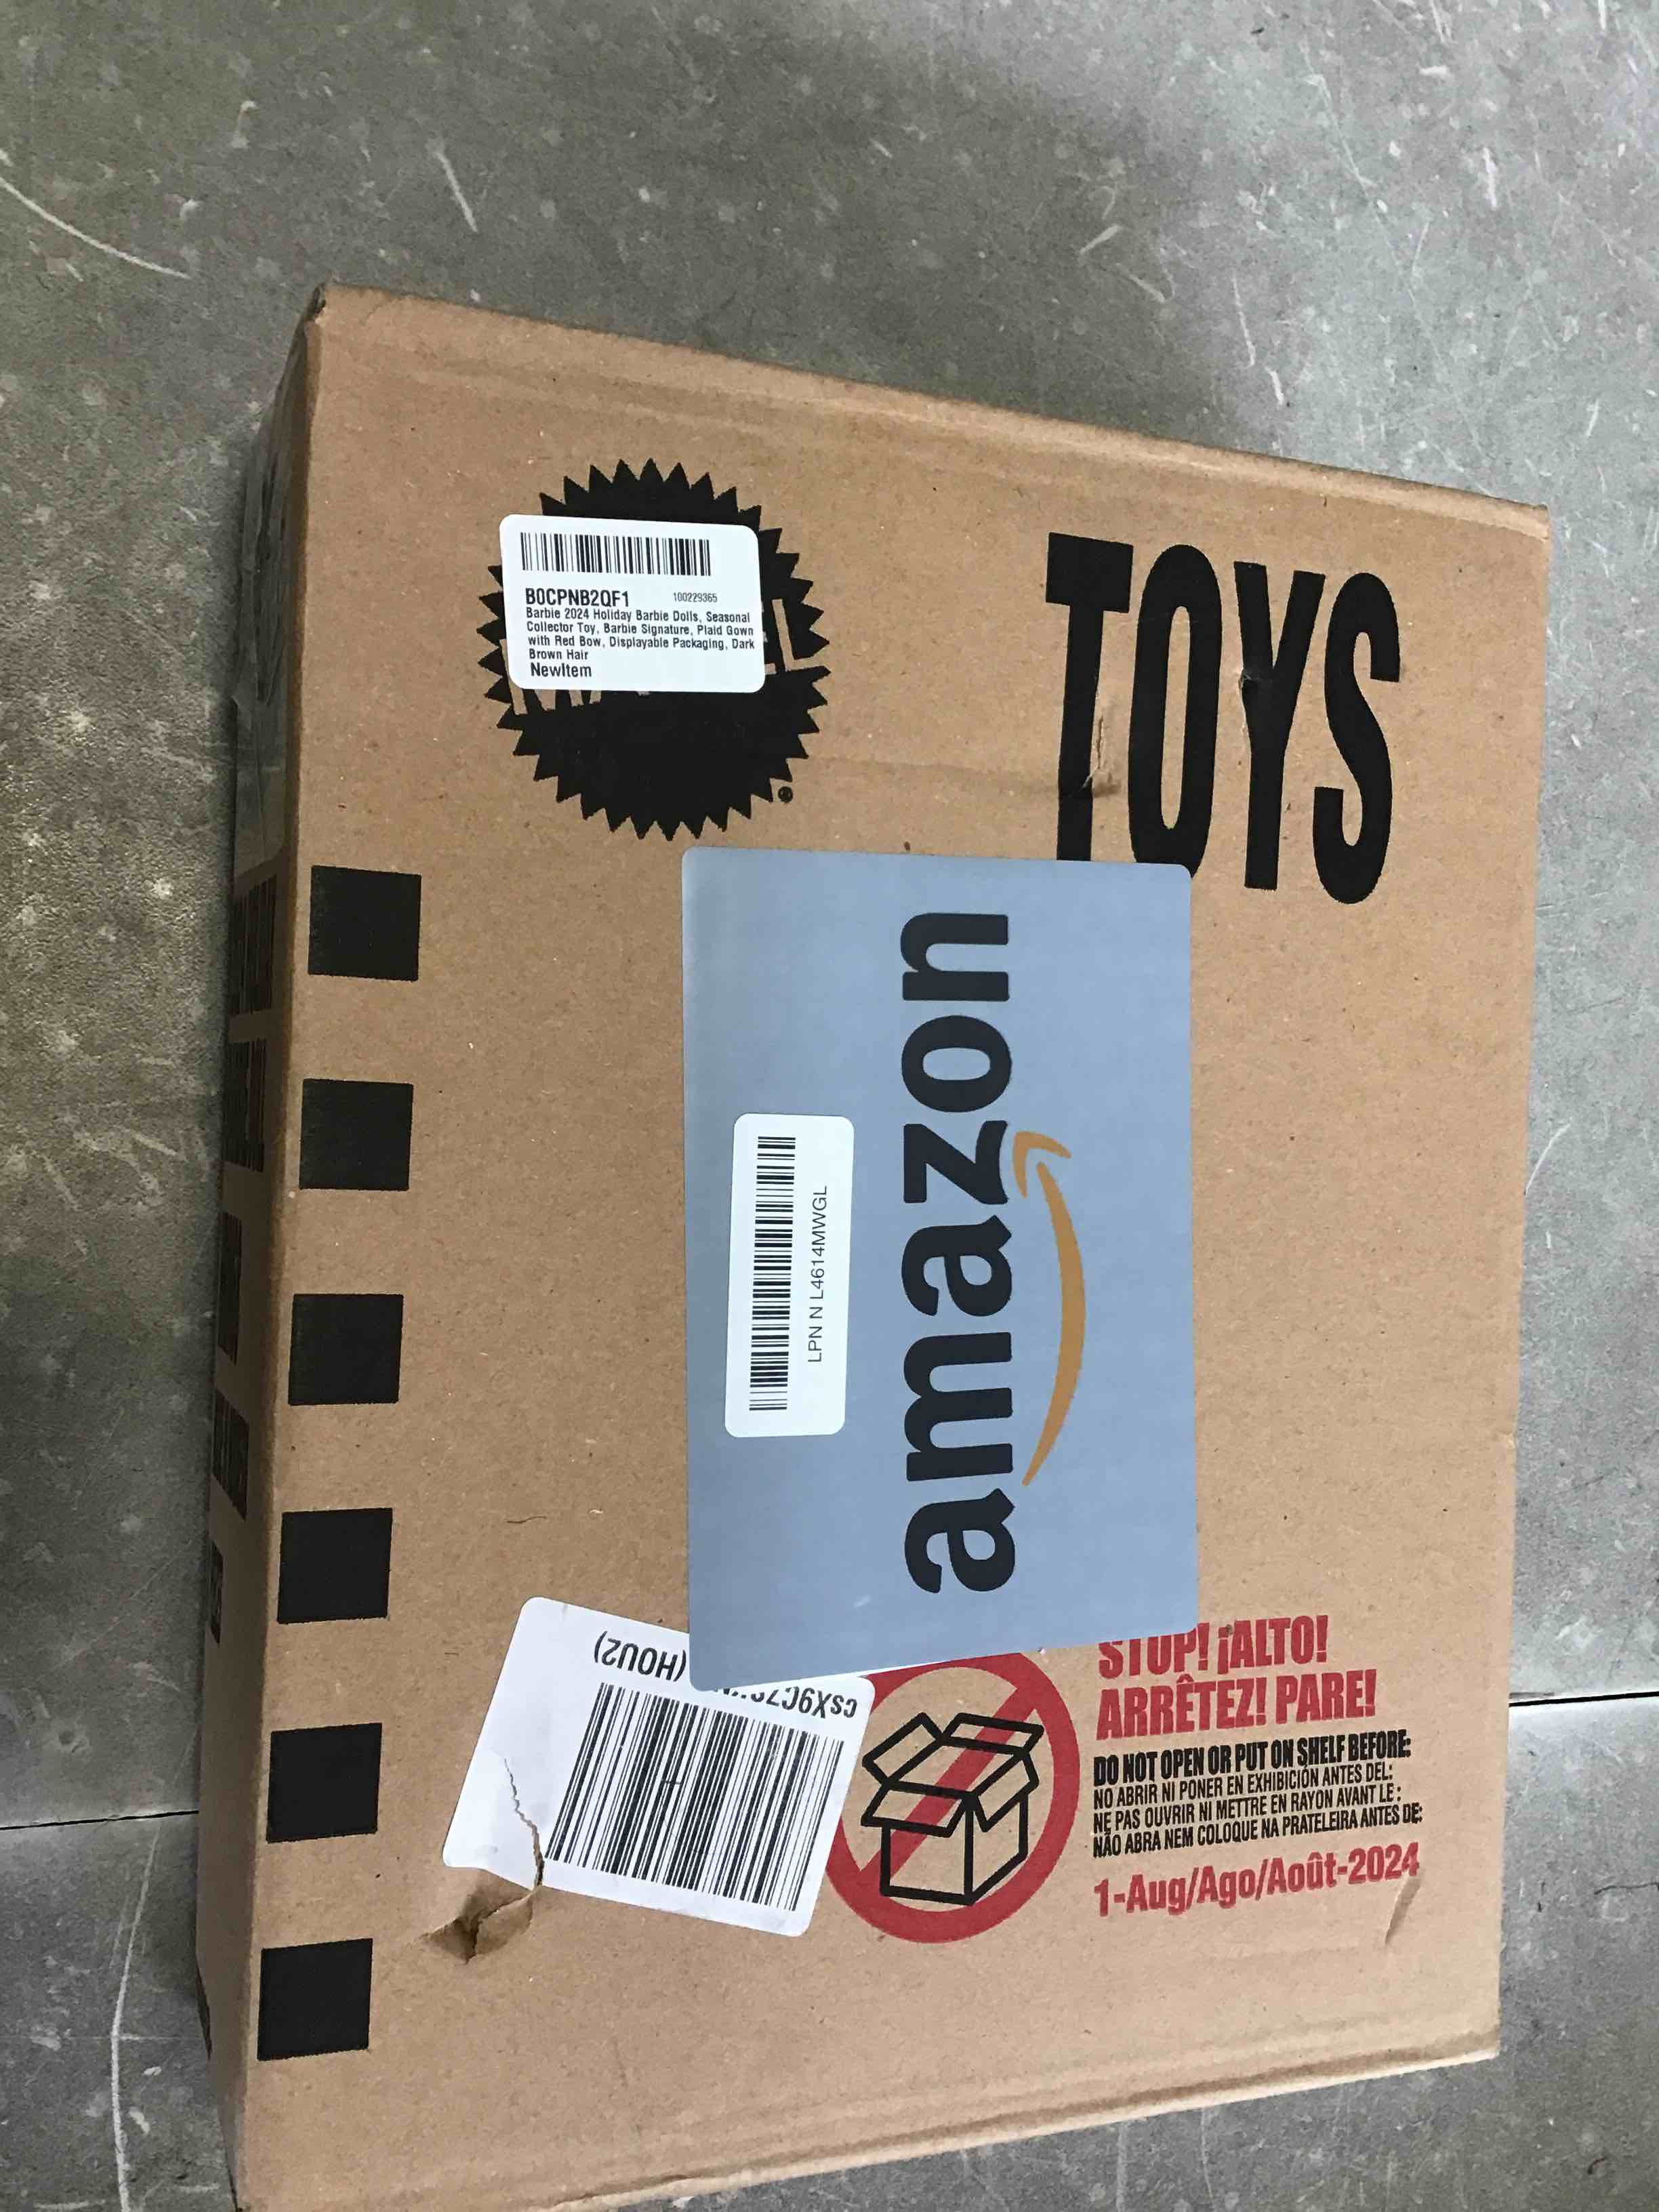 B0CPNB2QF1 100229365
Barbie 2024 Holiday Barbie Dolls, Seasonal
Collector Toy, Barbie Signature, Plaid Gown
with Red Bow, Displayable Packaging, Dark
Brown Hair
NewItem
®
TOYS
amazon
LPN N L4614MWGL
(HOU2)
STOP! ¡ALTO!
ARRÊTEZ! PARE!
DO NOT OPEN OR PUT ON SHELF BEFORE:
NO ABRIR NI PONER EN EXHIBICIÓN ANTES DEL:
NE PAS OUVRIR NI METTRE EN RAYON AVANT LE :
NÃO ABRA NEM COLOQUE NA PRATELEIRA ANTES DE:
1-Aug/Ago/Août-2024